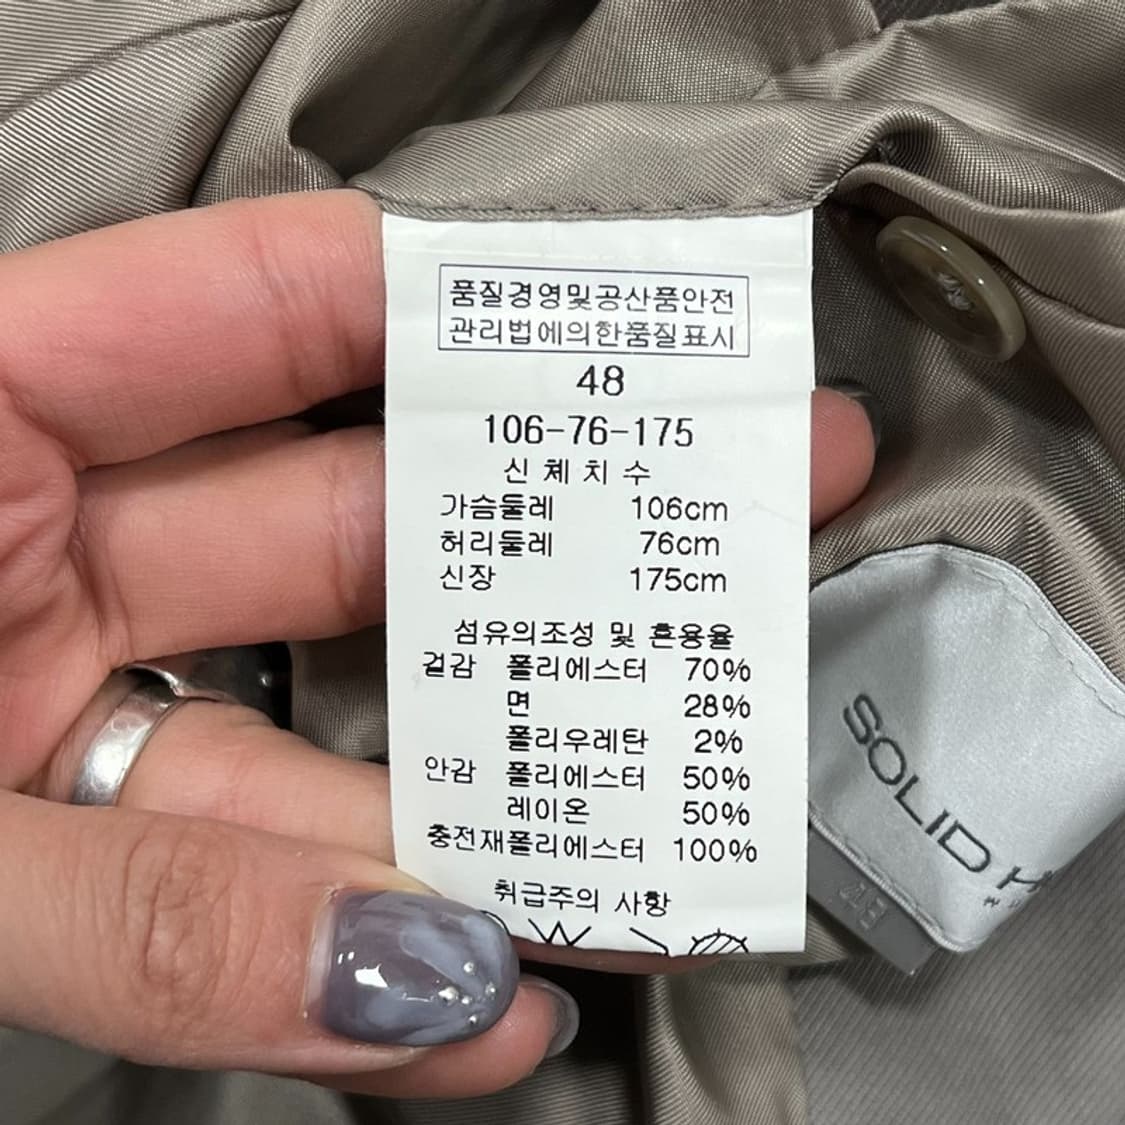 품질경영및공산품안전
관리법에의한품질표시
48
106-76-175
신체치수
가슴둘레 106cm
허리둘레 76cm
신장 175cm
섬유의조성 및 혼용율
겉감 폴리에스터 70%
면 28%
폴리우레탄 2%
안감 폴리에스터 50%
레이온 50%
충전재폴리에스터 100%
취급주의 사항
SOLID
48